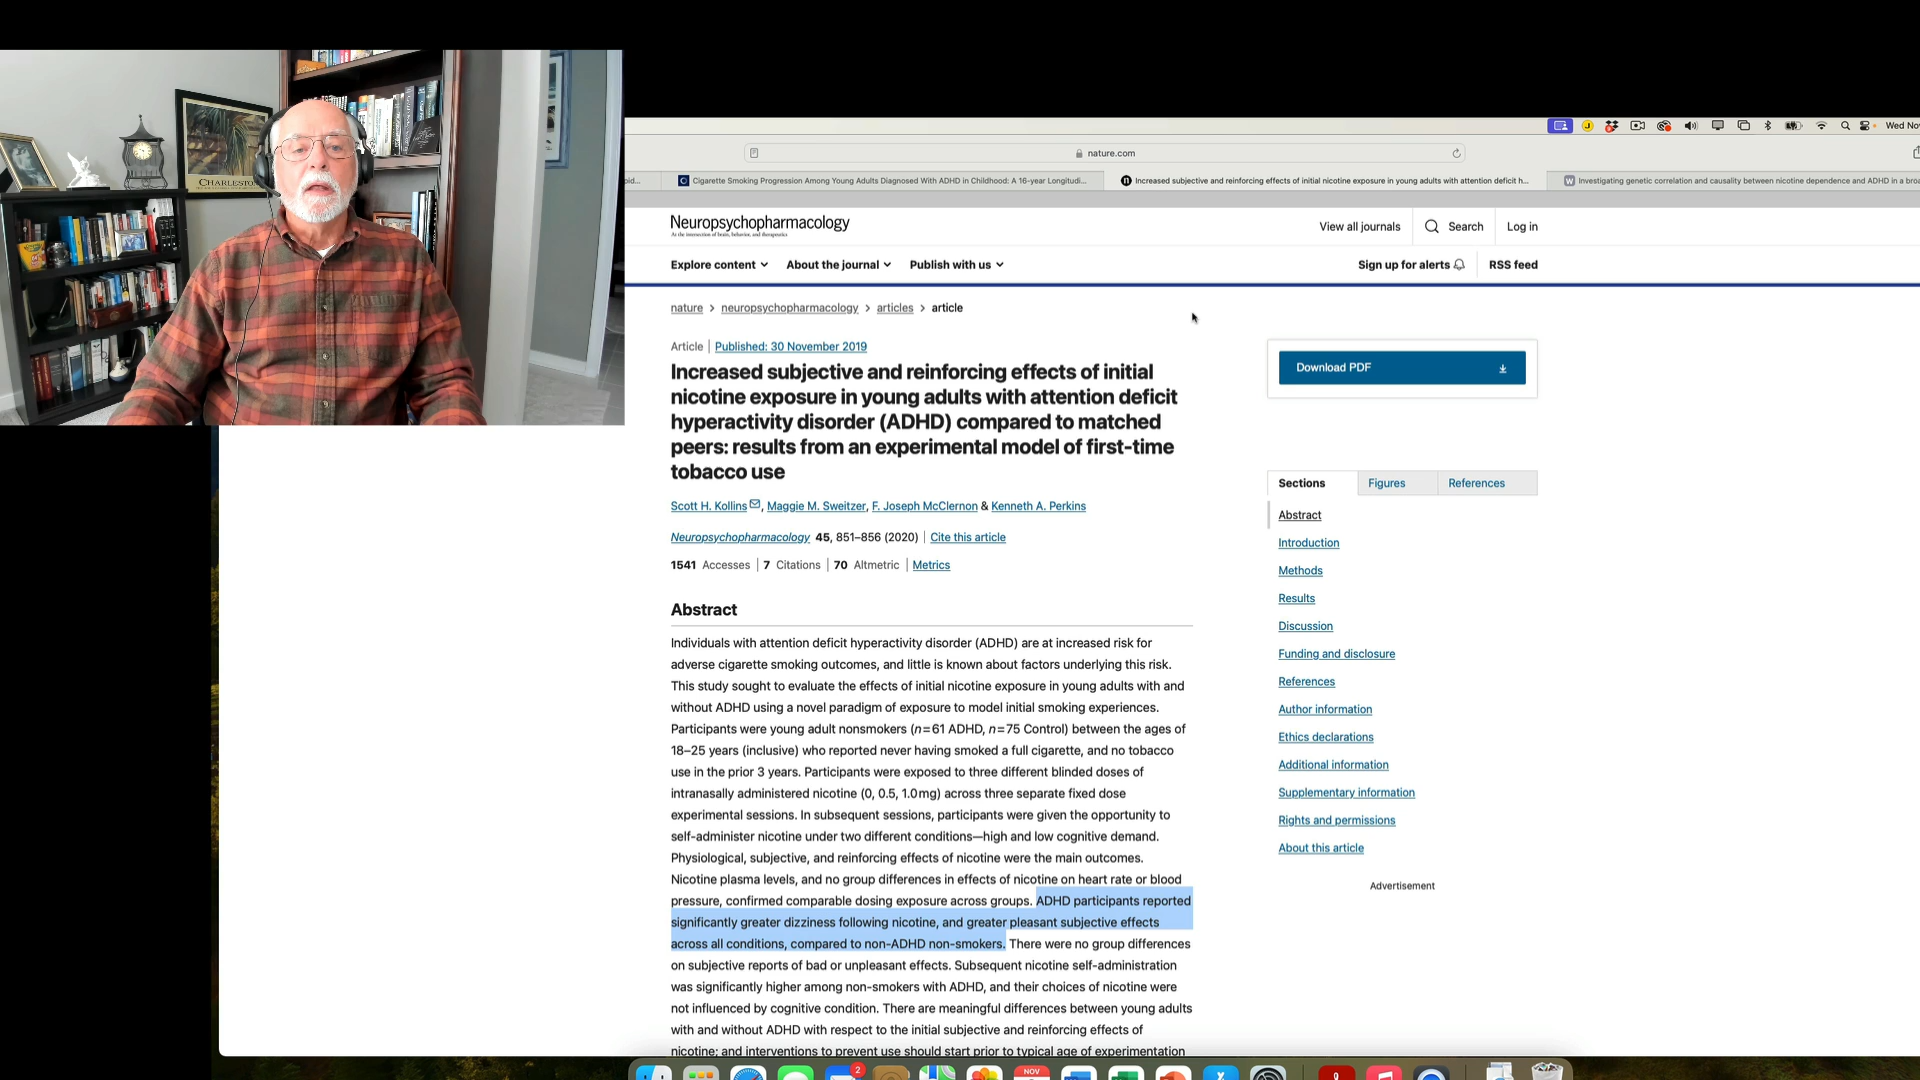 CHARLESTON
Wed Nov
nature.com
Cigarette Smoking Progression Among Young Adults Diagnosed With ADHD in Childhood: A 16-year Longitudi...
Increased subjective and reinforcing effects of initial nicotine exposure in young adults with attention deficit h...
Investigating genetic correlation and causality between nicotine dependence and ADHD in a broa
Neuropsychopharmacology
View all journals
Search
Log in
Explore content
About the journal
Publish with us
Sign up for alerts
RSS feed
nature > neuropsychopharmacology > articles > article
Article | Published: 30 November 2019
Increased subjective and reinforcing effects of initial
nicotine exposure in young adults with attention deficit
hyperactivity disorder (ADHD) compared to matched
peers: results from an experimental model of first-time
tobacco use
Scott H. Kollins, Maggie M. Sweitzer, F. Joseph McClernon & Kenneth A. Perkins
Neuropsychopharmacology 45, 851–856 (2020) | Cite this article
1541 Accesses | 7 Citations | 70 Altmetric | Metrics
Abstract
Individuals with attention deficit hyperactivity disorder (ADHD) are at increased risk for
adverse cigarette smoking outcomes, and little is known about factors underlying this risk.
This study sought to evaluate the effects of initial nicotine exposure in young adults with and
without ADHD using a novel paradigm of exposure to model initial smoking experiences.
Participants were young adult nonsmokers (n=61 ADHD, n=75 Control) between the ages of
18–25 years (inclusive) who reported never having smoked a full cigarette, and no tobacco
use in the prior 3 years. Participants were exposed to three different blinded doses of
intranasally administered nicotine (0, 0.5, 1.0mg) across three separate fixed dose
experimental sessions. In subsequent sessions, participants were given the opportunity to
self-administer nicotine under two different conditions—high and low cognitive demand.
Physiological, subjective, and reinforcing effects of nicotine were the main outcomes.
Nicotine plasma levels, and no group differences in effects of nicotine on heart rate or blood
pressure, confirmed comparable dosing exposure across groups. ADHD participants reported
significantly greater dizziness following nicotine, and greater pleasant subjective effects
across all conditions, compared to non-ADHD non-smokers. There were no group differences
on subjective reports of bad or unpleasant effects. Subsequent nicotine self-administration
was significantly higher among non-smokers with ADHD, and their choices of nicotine were
not influenced by cognitive condition. There are meaningful differences between young adults
with and without ADHD with respect to the initial subjective and reinforcing effects of
nicotine; and interventions to prevent use should start prior to typical age of experimentation
Download PDF
Sections
Figures
References
Abstract
Introduction
Methods
Results
Discussion
Funding and disclosure
References
Author information
Ethics declarations
Additional information
Supplementary information
Rights and permissions
About this article
Advertisement
2
NOV